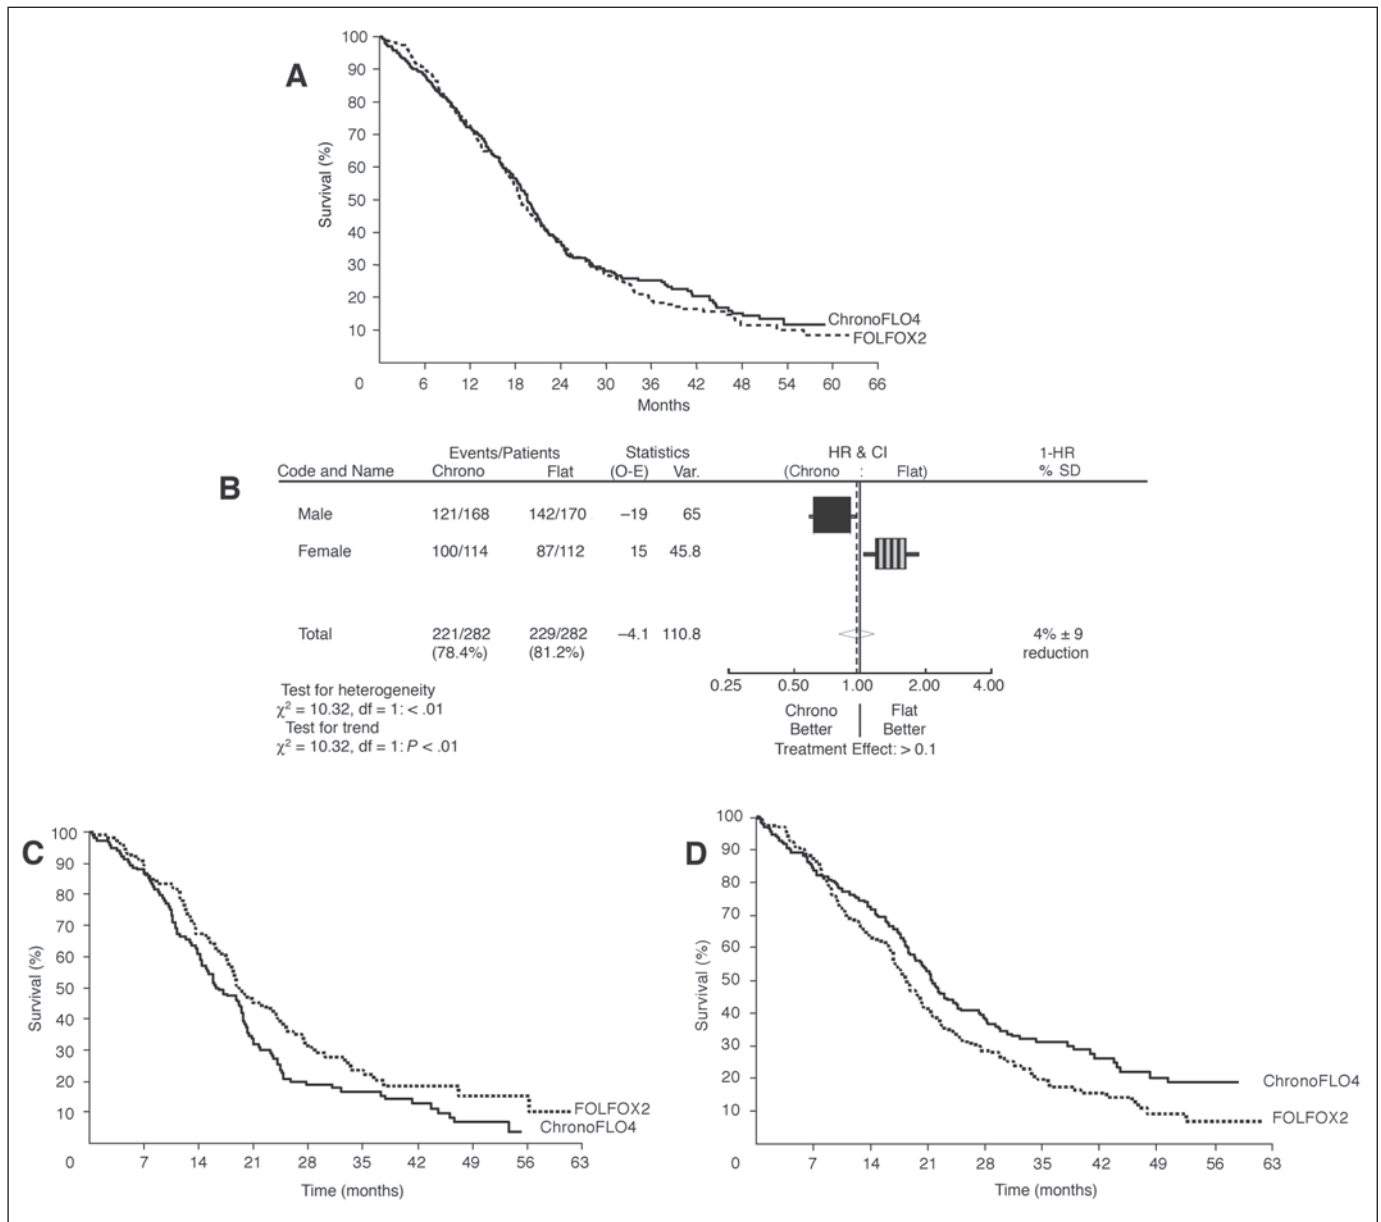 A
100
90
80
70
60
50
40
30
20
10
Survival (%)
ChronoFLO4
FOLFOX2
0 6 12 18 24 30 36 42 48 54 60 66
Months
B
Events/Patients Statistics HR & CI 1-HR
Code and Name Chrono Flat (O-E) Var. (Chrono : Flat) % SD
Male 121/168 142/170 –19 65
Female 100/114 87/112 15 45.8
Total 221/282 229/282 –4.1 110.8 4% ± 9
(78.4%) (81.2%) reduction
0.25 0.50 1.00 2.00 4.00
Test for heterogeneity
χ² = 10.32, df = 1: < .01
Test for trend
χ² = 10.32, df = 1: P < .01
Chrono Flat
Better Better
Treatment Effect: > 0.1
C
100
90
80
70
60
50
40
30
20
10
Survival (%)
FOLFOX2
ChronoFLO4
0 7 14 21 28 35 42 49 56 63
Time (months)
D
100
90
80
70
60
50
40
30
20
10
Survival (%)
ChronoFLO4
FOLFOX2
0 7 14 21 28 35 42 49 56 63
Time (months)